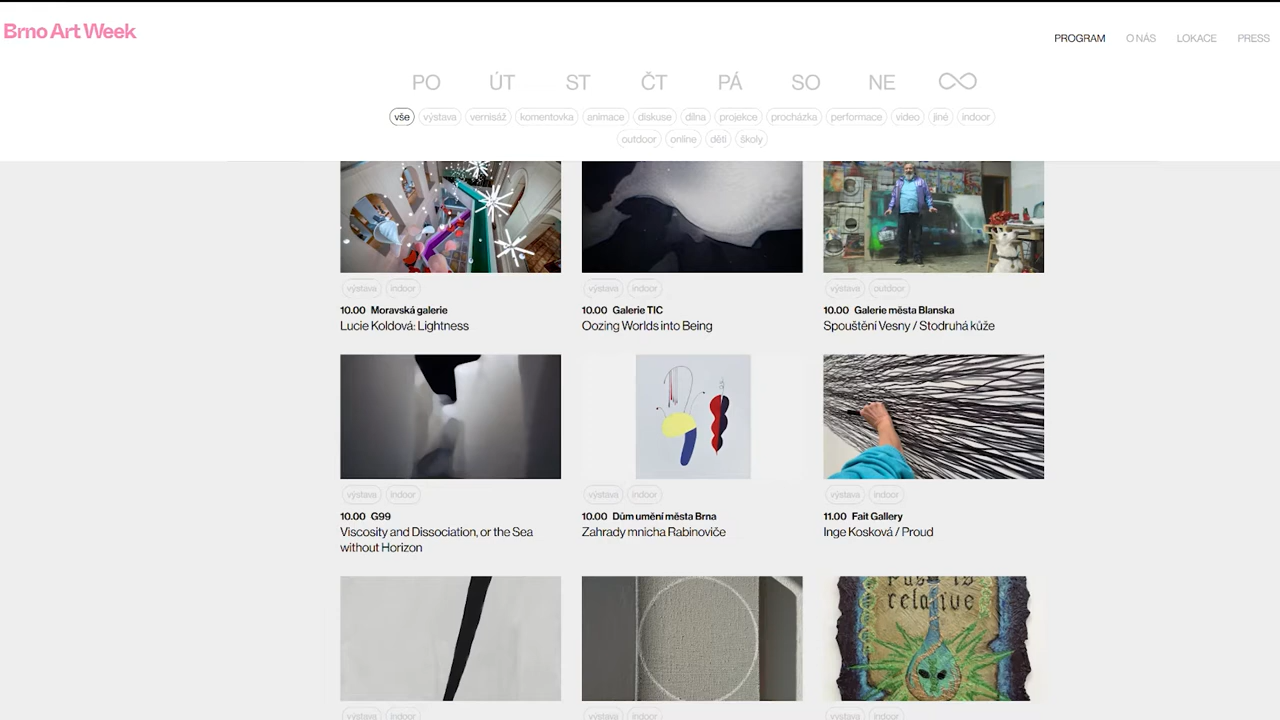 Brno Art Week
PROGRAM O NÁS LOKACE PRESS
PO ÚT ST ČT PÁ SO NE
vše výstava vernisáž komentovka animace diskuse dílna projekce procházka performance video jiné indoor
outdoor online děti školy
výstava indoor
10.00 Moravská galerie
Lucie Koldová: Lightness
výstava indoor
10.00 Galerie TIC
Oozing Worlds into Being
výstava outdoor
10.00 Galerie města Blanska
Spouštění Vesny / Stodruhá kůže
výstava indoor
10.00 G99
Viscosity and Dissociation, or the Sea
without Horizon
výstava indoor
10.00 Dům umění města Brna
Zahrady mnicha Rabinoviče
výstava indoor
11.00 Fait Gallery
Inge Kosková / Proud
relative
výstava indoor
výstava indoor
výstava indoor